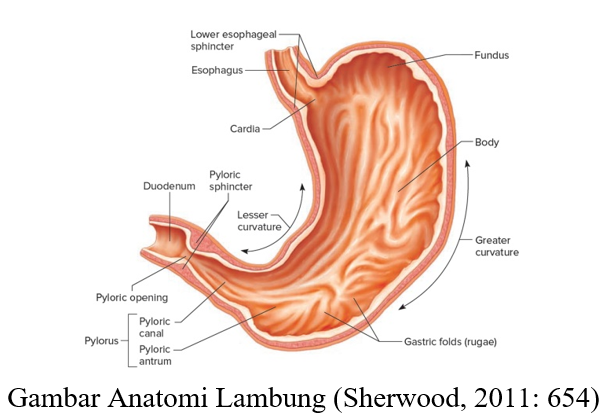 Lower esophageal
sphincter
Esophagus
Fundus
Cardia
Body
Pyloric
sphincter
Duodenum
Lesser
curvature
Greater
curvature
Pyloric opening
Pylorus
Pyloric
canal
Pyloric
antrum
Gastric folds (rugae)
Gambar Anatomi Lambung (Sherwood, 2011: 654)